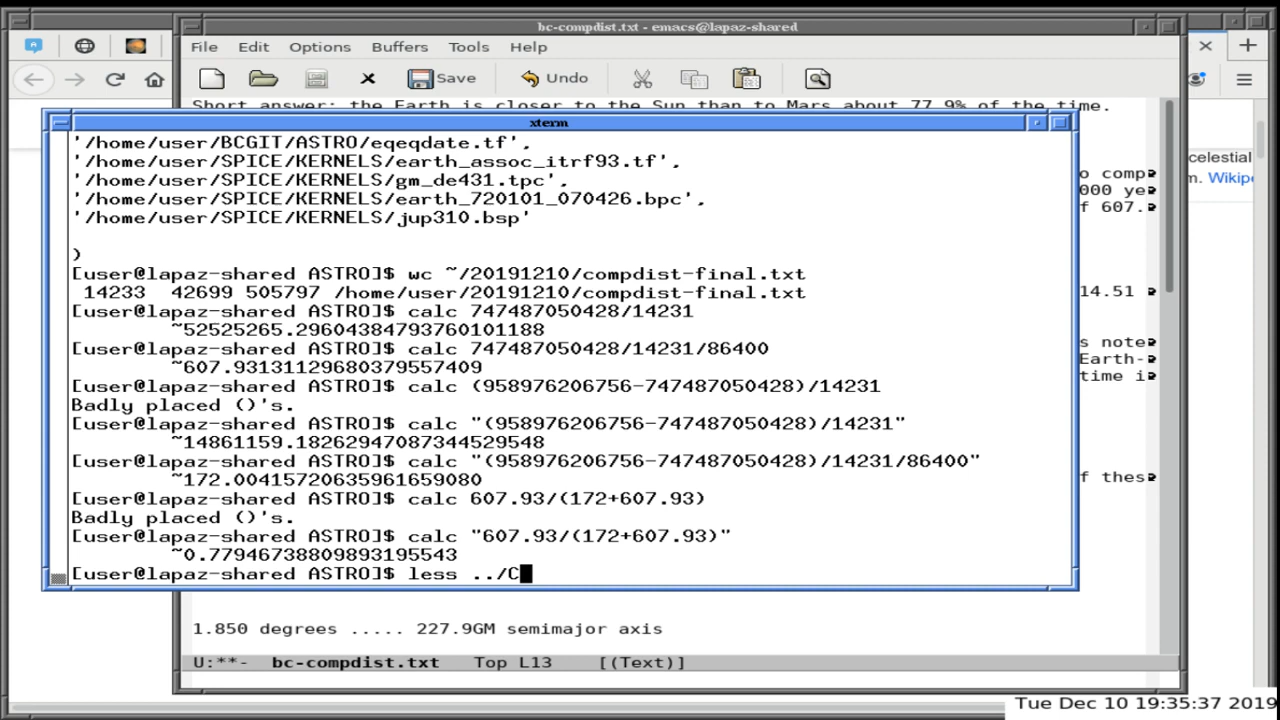 bc-compdist.txt - emacs@lapaz-shared
File Edit Options Buffers Tools Help
Save Undo
Short answer: the Earth is closer to the Sun than to Mars about 77.9% of the time.
xterm
'/home/user/BCGIT/ASTRO/eqeqdate.tf',
'/home/user/SPICE/KERNELS/earth_assoc_itrf93.tf',
'/home/user/SPICE/KERNELS/gm_de431.tpc',
'/home/user/SPICE/KERNELS/earth_720101_070426.bpc',
'/home/user/SPICE/KERNELS/jup310.bsp'
)
[user@lapaz-shared ASTRO]$ wc ~/20191210/compdist-final.txt
14233 42699 505797 /home/user/20191210/compdist-final.txt
[user@lapaz-shared ASTRO]$ calc 747487050428/14231
~52525265.29604384793760101188
[user@lapaz-shared ASTRO]$ calc 747487050428/14231/86400
~607.93131129680379557409
[user@lapaz-shared ASTRO]$ calc (958976206756-747487050428)/14231
Badly placed ()'s.
[user@lapaz-shared ASTRO]$ calc "(958976206756-747487050428)/14231"
~14861159.18262947087344529548
[user@lapaz-shared ASTRO]$ calc "(958976206756-747487050428)/14231/86400"
~172.00415720635961659080
[user@lapaz-shared ASTRO]$ calc 607.93/(172+607.93)
Badly placed ()'s.
[user@lapaz-shared ASTRO]$ calc "607.93/(172+607.93)"
~0.77946738809893195543
[user@lapaz-shared ASTRO]$ less ../C
o comp
000 ye
f 607.
14.51
s note
Earth-
time i
f thes
celestial
m. Wikip
1.850 degrees ..... 227.9GM semimajor axis
U:**- bc-compdist.txt Top L13 [(Text)]
Tue Dec 10 19:35:37 2019